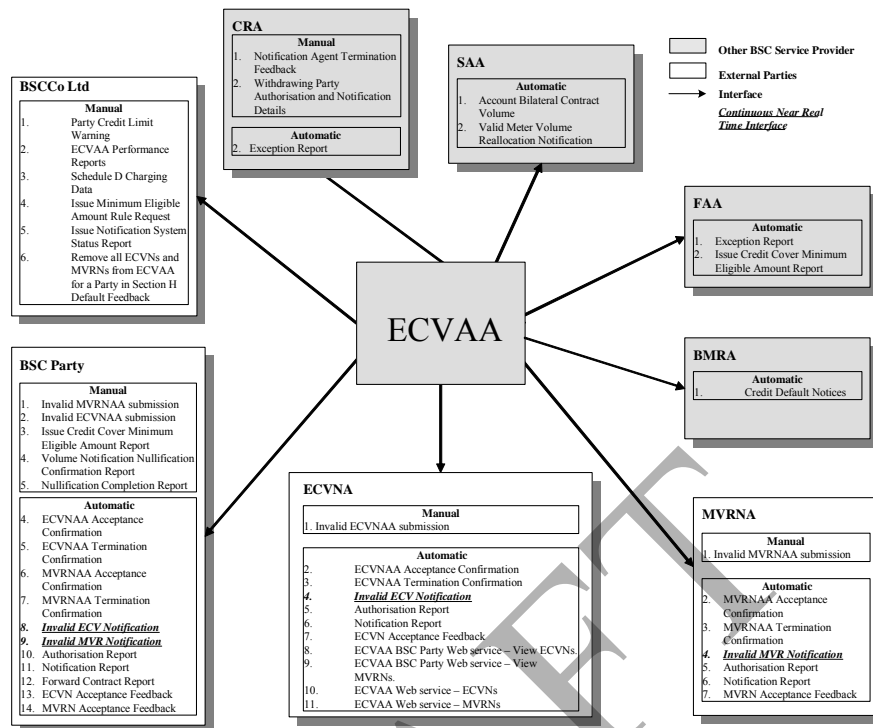 CRA
Manual
1. Notification Agent Termination
Feedback
2. Withdrawing Party
Authorisation and Notification
Details
Automatic
2. Exception Report
SAA
Automatic
1. Account Bilateral Contract
Volume
2. Valid Meter Volume
Reallocation Notification
Other BSC Service Provider
External Parties
Interface
Continuous Near Real
Time Interface
BSCCo Ltd
Manual
1. Party Credit Limit
Warning
2. ECVAA Performance
Reports
3. Schedule D Charging
Data
4. Issue Minimum Eligible
Amount Rule Request
5. Issue Notification System
Status Report
6. Remove all ECVNs and
MVRNs from ECVAA
for a Party in Section H
Default Feedback
FAA
Automatic
1. Exception Report
2. Issue Credit Cover Minimum
Eligible Amount Report
ECVAA
BMRA
Automatic
1. Credit Default Notices
BSC Party
Manual
1. Invalid MVRNAA submission
2. Invalid ECVNAA submission
3. Issue Credit Cover Minimum
Eligible Amount Report
4. Volume Notification Nullification
Confirmation Report
5. Nullification Completion Report
Automatic
4. ECVNAA Acceptance
Confirmation
5. ECVNAA Termination
Confirmation
6. MVRNAA Acceptance
Confirmation
7. MVRNAA Termination
Confirmation
8. Invalid ECV Notification
9. Invalid MVR Notification
10. Authorisation Report
11. Notification Report
12. Forward Contract Report
13. ECVN Acceptance Feedback
14. MVRN Acceptance Feedback
ECVNA
Manual
1. Invalid ECVNAA submission
Automatic
2. ECVNAA Acceptance Confirmation
3. ECVNAA Termination Confirmation
4. Invalid ECV Notification
5. Authorisation Report
6. Notification Report
7. ECVN Acceptance Feedback
8. ECVAA BSC Party Web service – View ECVNs.
9. ECVAA BSC Party Web service – View
MVRNs.
10. ECVAA Web service – ECVNs
11. ECVAA Web service – MVRNs
MVRNA
Manual
1. Invalid MVRNAA submission
Automatic
2. MVRNAA Acceptance
Confirmation
3. MVRNAA Termination
Confirmation
4. Invalid MVR Notification
5. Authorisation Report
6. Notification Report
7. MVRN Acceptance Feedback